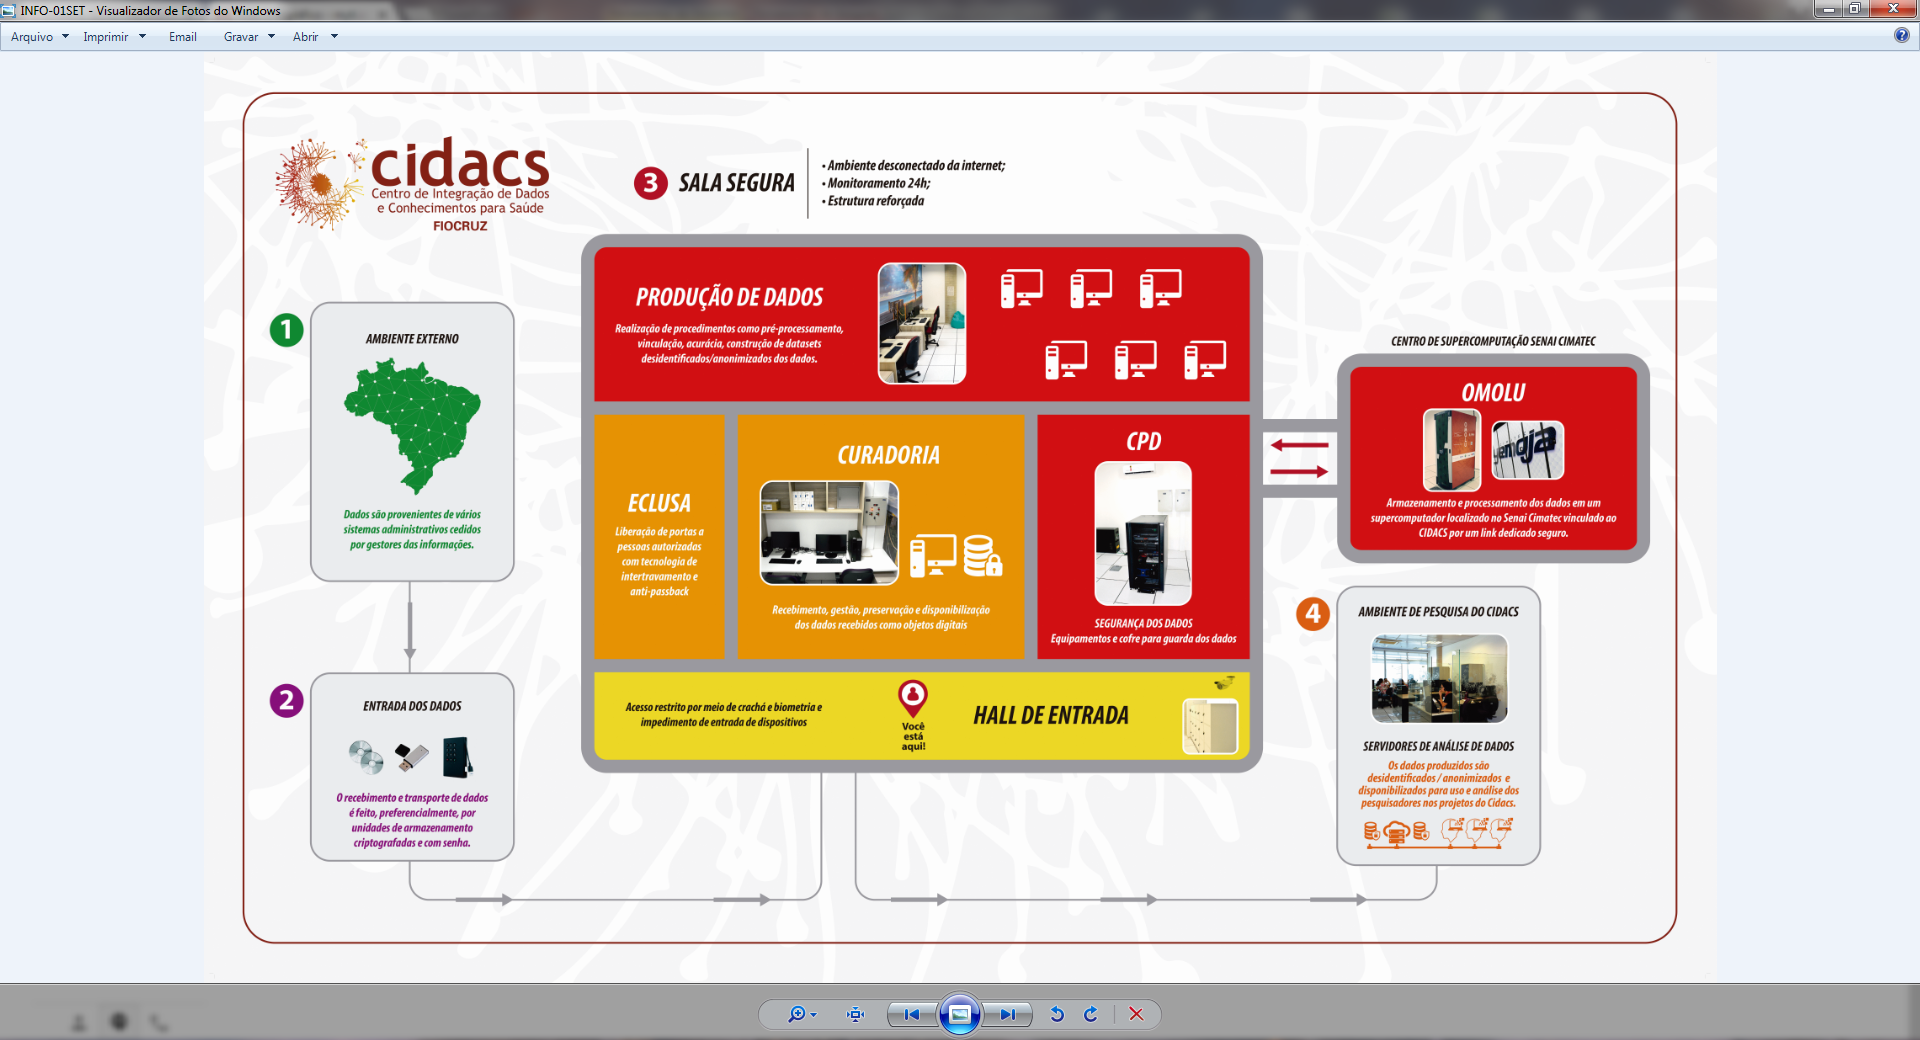 INFO-01SET - Visualizador de Fotos do Windows
Arquivo Imprimir Email Gravar Abrir
cidacs
Centro de Integração de Dados
e Conhecimentos para Saúde
FIOCRUZ
3 SALA SEGURA
• Ambiente desconectado da internet;
• Monitoramento 24h;
• Estrutura reforçada
1
AMBIENTE EXTERNO
Dados são provenientes de vários
sistemas administrativos cedidos
por gestores das informações.
2
ENTRADA DOS DADOS
O recebimento e transporte de dados
é feito, preferencialmente, por
unidades de armazenamento
criptografadas e com senha.
PRODUÇÃO DE DADOS
Realização de procedimentos como pré-processamento,
vinculação, acurácia, construção de datasets
desidentificados/anonimizados dos dados.
ECLUSA
Liberação de portas a
pessoas autorizadas
com tecnologia de
intertravamento e
anti-passback
CURADORIA
Recebimento, gestão, preservação e disponibilização
dos dados recebidos como objetos digitais
CPD
SEGURANÇA DOS DADOS
Equipamentos e cofre para guarda dos dados
Acesso restrito por meio de crachá e biometria e
impedimento de entrada de dispositivos
Você
está
aqui!
HALL DE ENTRADA
CENTRO DE SUPERCOMPUTAÇÃO SENAI CIMATEC
OMOLU
yemoja
Armazenamento e processamento dos dados em um
supercomputador localizado no Senai Cimatec vinculado ao
CIDACS por um link dedicado seguro.
4
AMBIENTE DE PESQUISA DO CIDACS
SERVIDORES DE ANÁLISE DE DADOS
Os dados produzidos são
desidentificados / anonimizados e
disponibilizados para uso e análise dos
pesquisadores nos projetos do Cidacs.